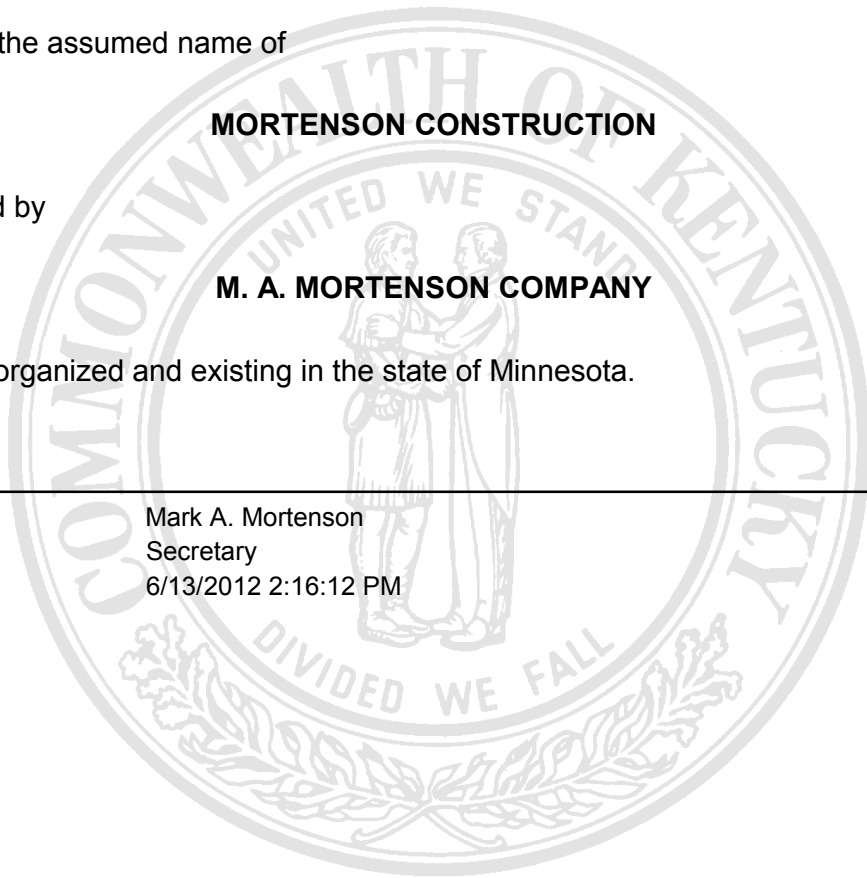 the assumed name of
MORTENSON CONSTRUCTION
d by
M. A. MORTENSON COMPANY
organized and existing in the state of Minnesota.
Mark A. Mortenson
Secretary
6/13/2012 2:16:12 PM
COMMONWEALTH OF KENTUCKY
UNITED WE STAND
DIVIDED WE FALL